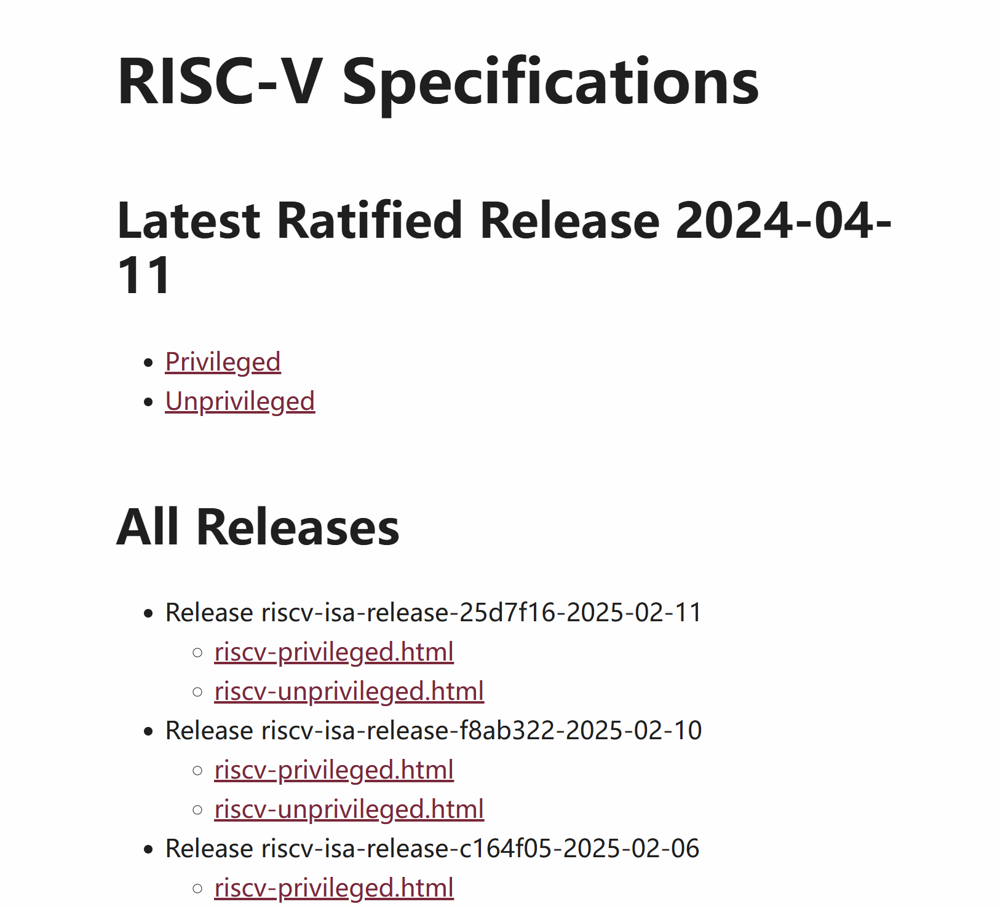 RISC-V Specifications
Latest Ratified Release 2024-04-
11
Privileged
Unprivileged
All Releases
Release riscv-isa-release-25d7f16-2025-02-11
riscv-privileged.html
riscv-unprivileged.html
Release riscv-isa-release-f8ab322-2025-02-10
riscv-privileged.html
riscv-unprivileged.html
Release riscv-isa-release-c164f05-2025-02-06
riscv-privileged.html